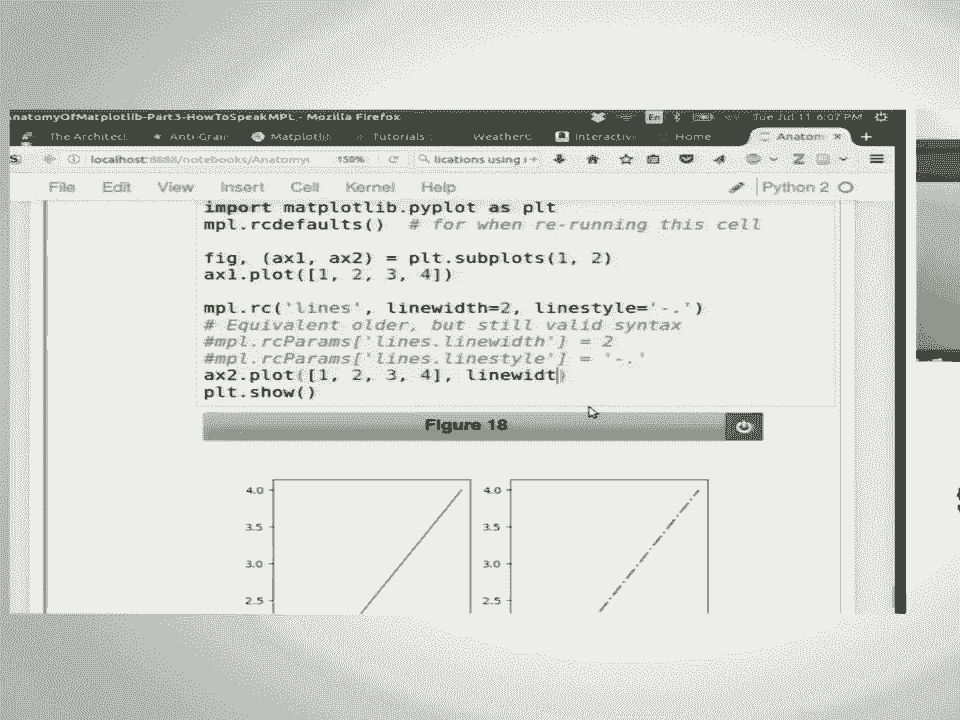 AnatomyOfMatplotlib-Part3-HowToSpeakMPL - Mozilla Firefox
En
Tue Jul 11 6:07 PM
The Architect
Anti-Grain
Matplotlib
Tutorials
WeatherC
Interactive
Home
Anatom
localhost:8888/notebooks/Anatomy
150%
lications using
Z
File Edit View Insert Cell Kernel Help
Python 2
import matplotlib.pyplot as plt
mpl.rcdefaults()  # for when re-running this cell
fig, (ax1, ax2) = plt.subplots(1, 2)
ax1.plot([1, 2, 3, 4])
mpl.rc('lines', linewidth=2, linestyle='-.')
# Equivalent older, but still valid syntax
#mpl.rcParams['lines.linewidth'] = 2
#mpl.rcParams['lines.linestyle'] = '-.'
ax2.plot([1, 2, 3, 4], linewidt)
plt.show()
Figure 18
4.0
3.5
3.0
2.5
4.0
3.5
3.0
2.5